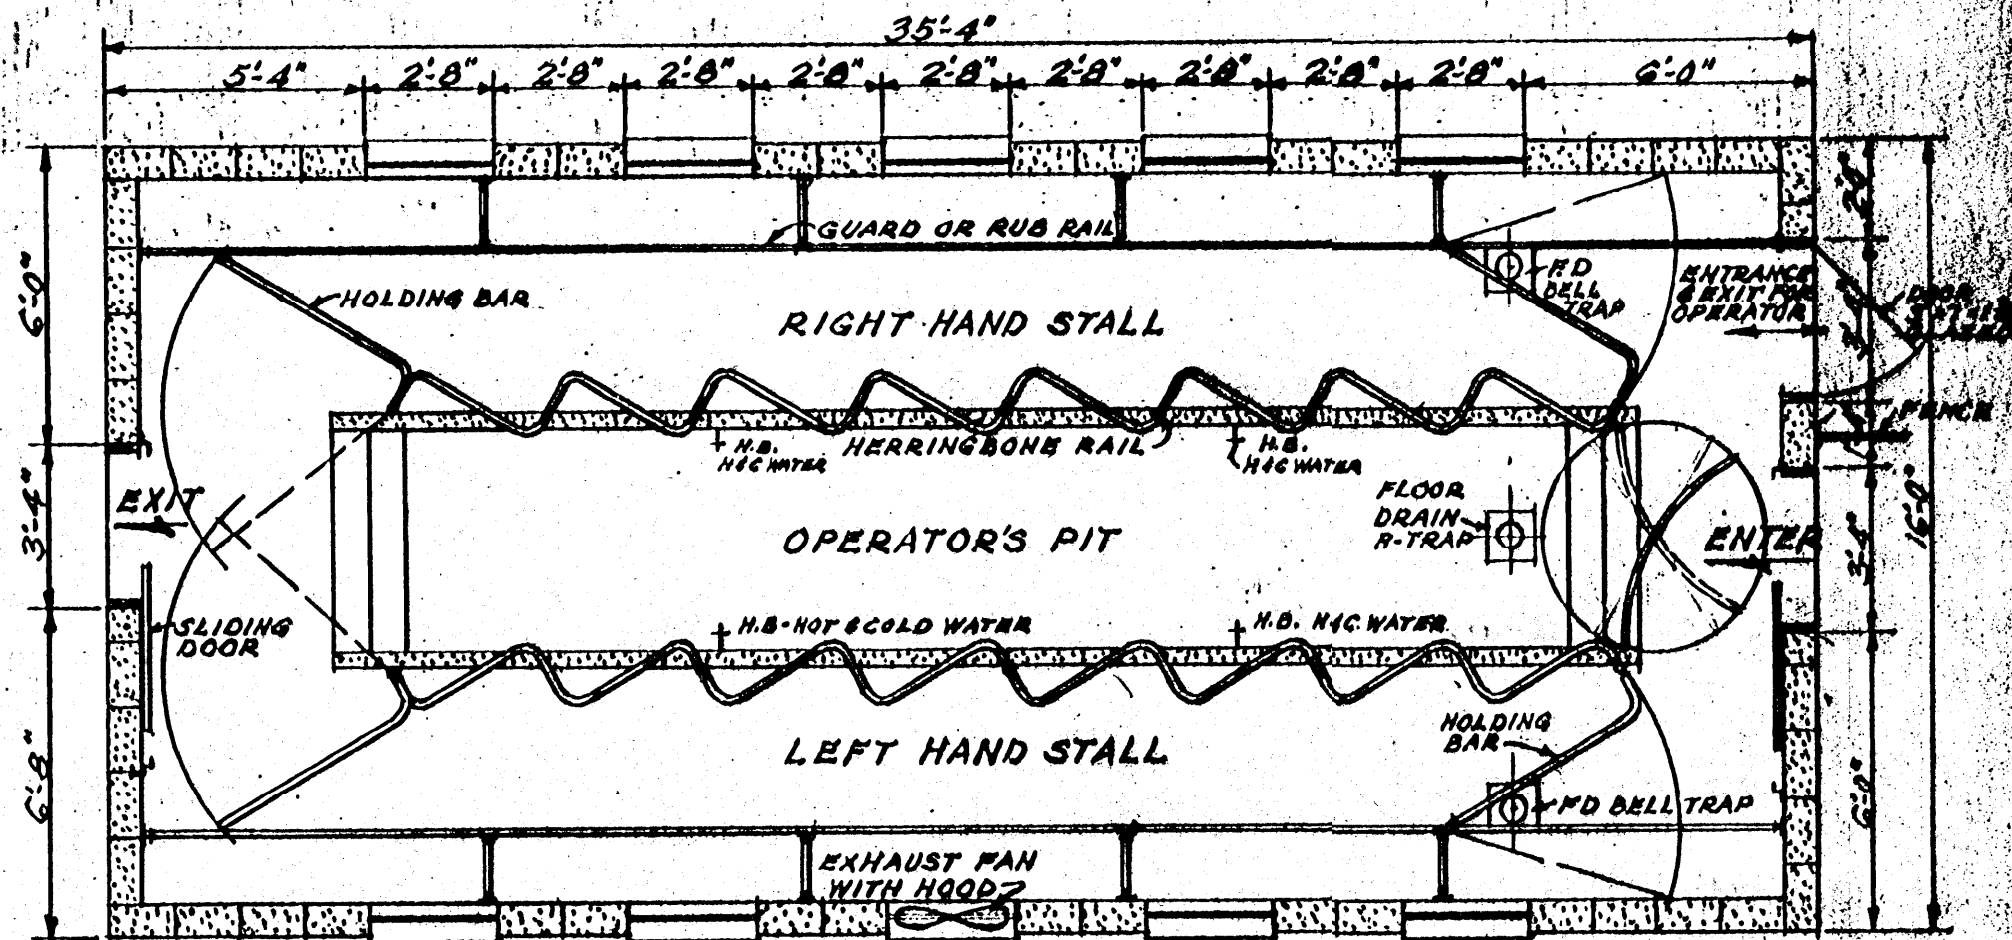 35'-4"
5'-4" 2'-8" 2'-8" 2'-8" 2'-8" 2'-8" 2'-8" 2'-8" 2'-8" 2'-8" 6'-0"
GUARD OR RUB RAIL
HOLDING BAR
F.D
BELL
TRAP
ENTRANCE
& EXIT FOR
OPERATOR
DOOR
RIGHT HAND STALL
6'-0"
FENCE
H.B.
H&C WATER
HERRINGBONE RAIL
H.B.
H&C WATER
EXIT
3'-4"
FLOOR
DRAIN
R-TRAP
OPERATOR'S PIT
ENTER
3'-4"
16'-0"
SLIDING
DOOR
H.B-HOT & COLD WATER
H.B. H&C. WATER
6'-8"
LEFT HAND STALL
HOLDING
BAR
6'-0"
FD BELL TRAP
EXHAUST FAN
WITH HOOD